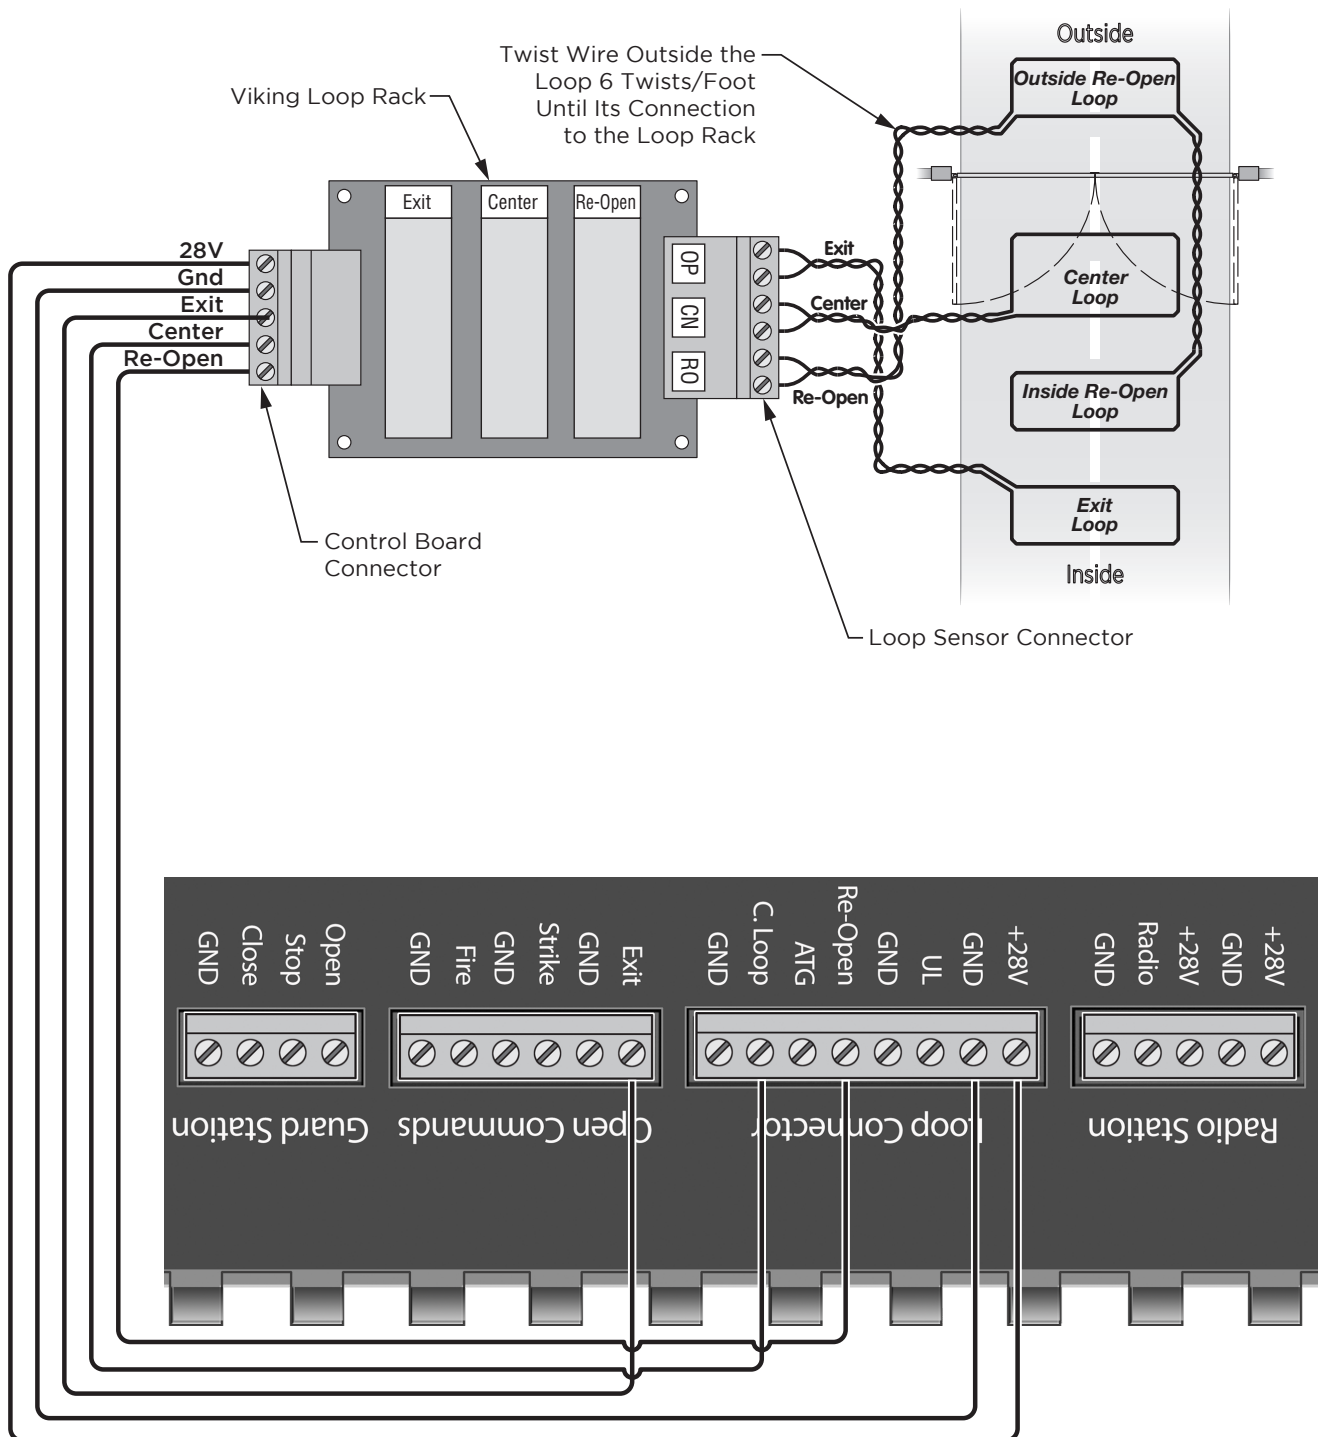 Outside
Twist Wire Outside the
Loop 6 Twists/Foot
Until Its Connection
to the Loop Rack
Viking Loop Rack
Outside Re-Open
Loop
Exit
Center
Re-Open
28V
Gnd
Exit
Center
Re-Open
OP
CN
RO
Exit
Center
Re-Open
Center
Loop
Inside Re-Open
Loop
Exit
Loop
Inside
Control Board
Connector
Loop Sensor Connector
GND
Close
Stop
Open
GND
Fire
GND
Strike
GND
Exit
GND
C. Loop
ATG
Re-Open
GND
UL
GND
+28V
GND
Radio
+28V
GND
+28V
Guard Station
Open Commands
Loop Connector
Radio Station